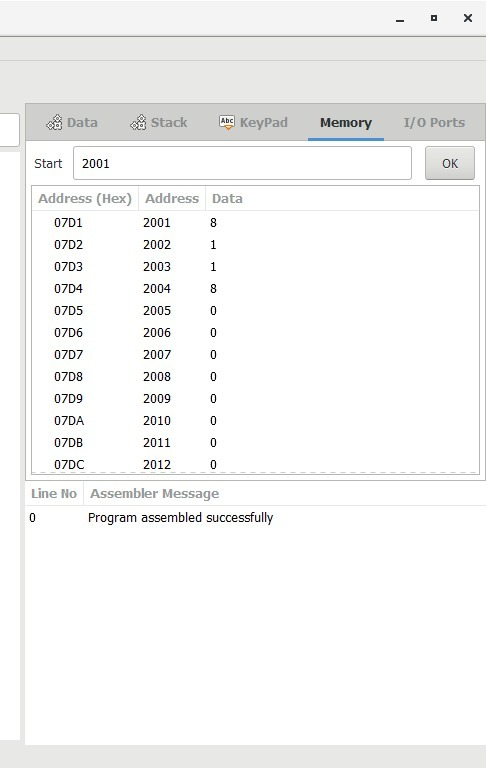 Data Stack Abc KeyPad Memory I/O Ports
Start 2001 OK
Address (Hex) Address Data
07D1 2001 8
07D2 2002 1
07D3 2003 1
07D4 2004 8
07D5 2005 0
07D6 2006 0
07D7 2007 0
07D8 2008 0
07D9 2009 0
07DA 2010 0
07DB 2011 0
07DC 2012 0
Line No Assembler Message
0 Program assembled successfully